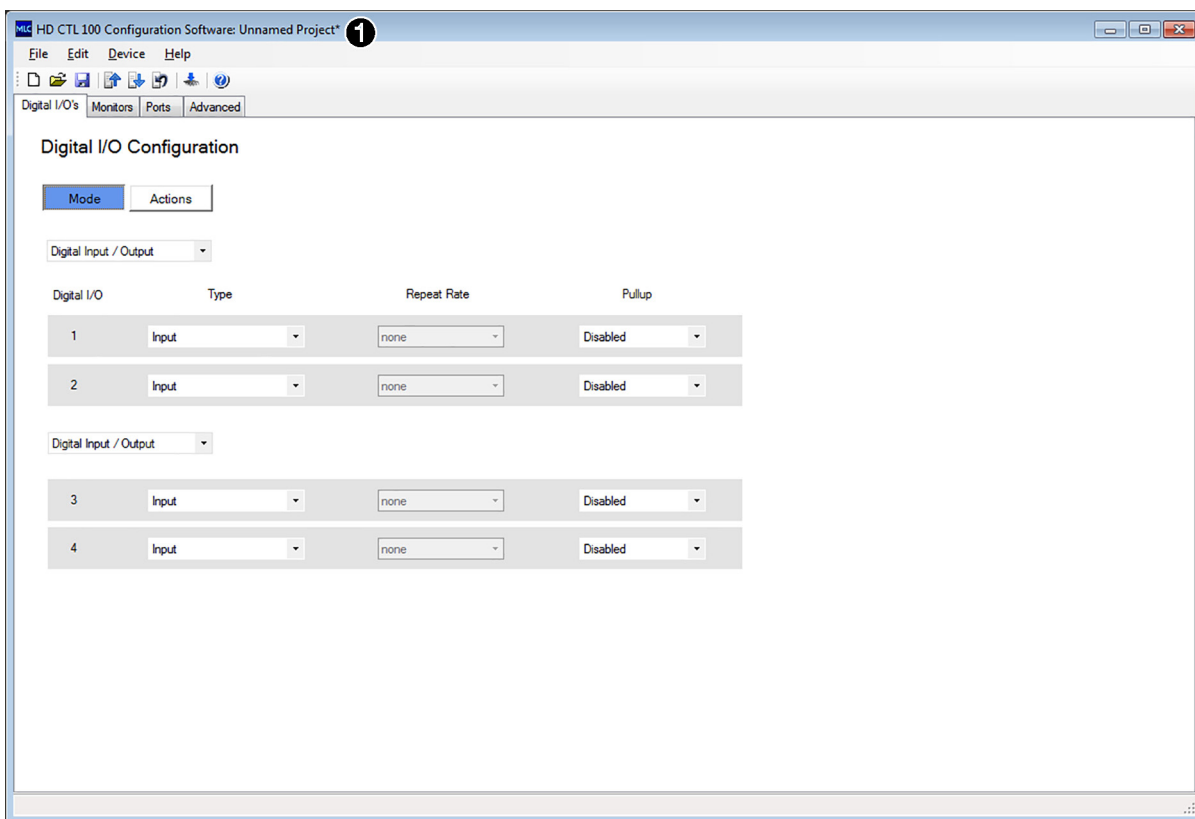 MLC HD CTL 100 Configuration Software: Unnamed Project* 1
File Edit Device Help
Digital I/O's Monitors Ports Advanced
Digital I/O Configuration
Mode Actions
Digital Input / Output
Digital I/O Type Repeat Rate Pullup
1 Input none Disabled
2 Input none Disabled
Digital Input / Output
3 Input none Disabled
4 Input none Disabled